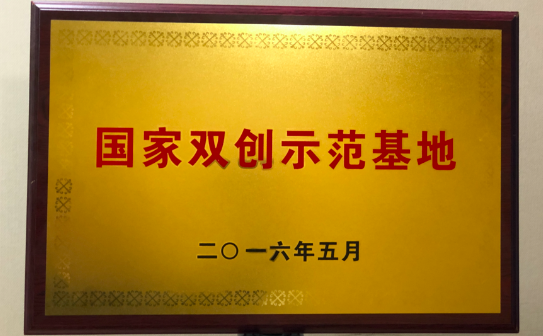 国家双创示范基地
二〇一六年五月